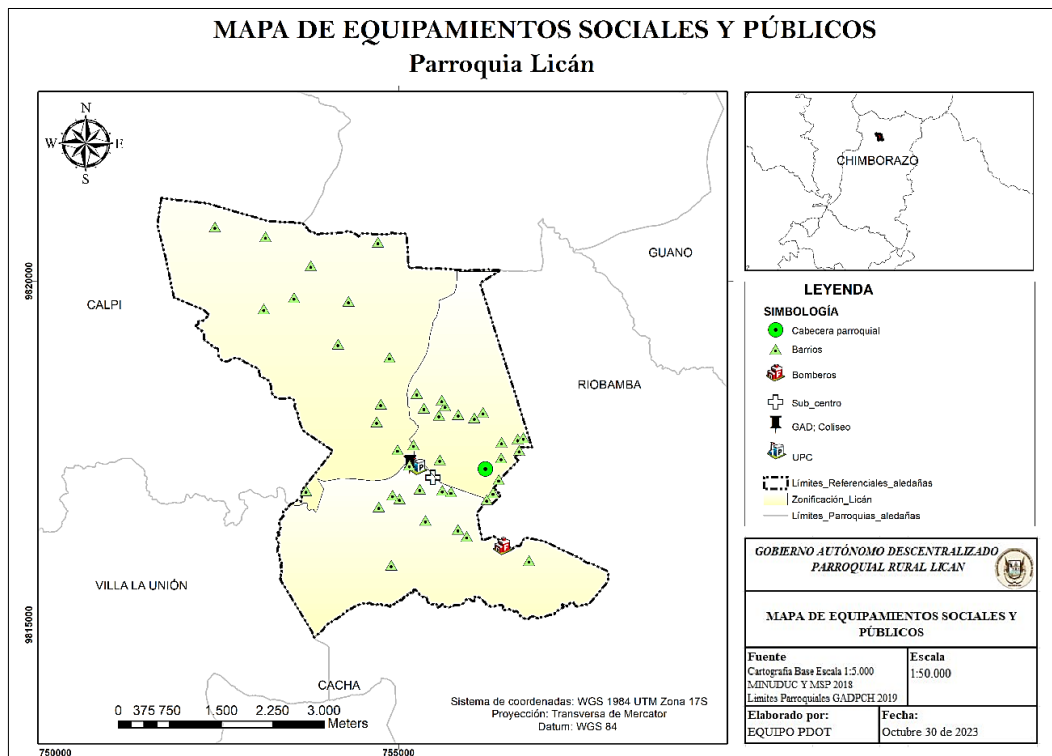 MAPA DE EQUIPAMIENTOS SOCIALES Y PÚBLICOS
Parroquia Licán
N
W E
S
GUANO
CALPI
RIOBAMBA
VILLA LA UNIÓN
CACHA
9820000
9815000
750000
755000
0 375 750 1.500 2.250 3.000
Meters
Sistema de coordenadas: WGS 1984 UTM Zona 17S
Proyección: Transversa de Mercator
Datum: WGS 84
CHIMBORAZO
LEYENDA
SIMBOLOGÍA
Cabecera parroquial
Barrios
Bomberos
Sub_centro
GAD; Coliseo
UPC
Límites_Referenciales_aledañas
Zonificación_Licán
Límites_Parroquias_aledañas
GOBIERNO AUTÓNOMO DESCENTRALIZADO
PARROQUIAL RURAL LICAN
MAPA DE EQUIPAMIENTOS SOCIALES Y
PÚBLICOS
Fuente
Cartografía Base Escala 1:5.000
MINUDUC Y MSP 2018
Limites Parroquiales GADPCH 2019
Escala
1:50.000
Elaborado por:
EQUIPO PDOT
Fecha:
Octubre 30 de 2023